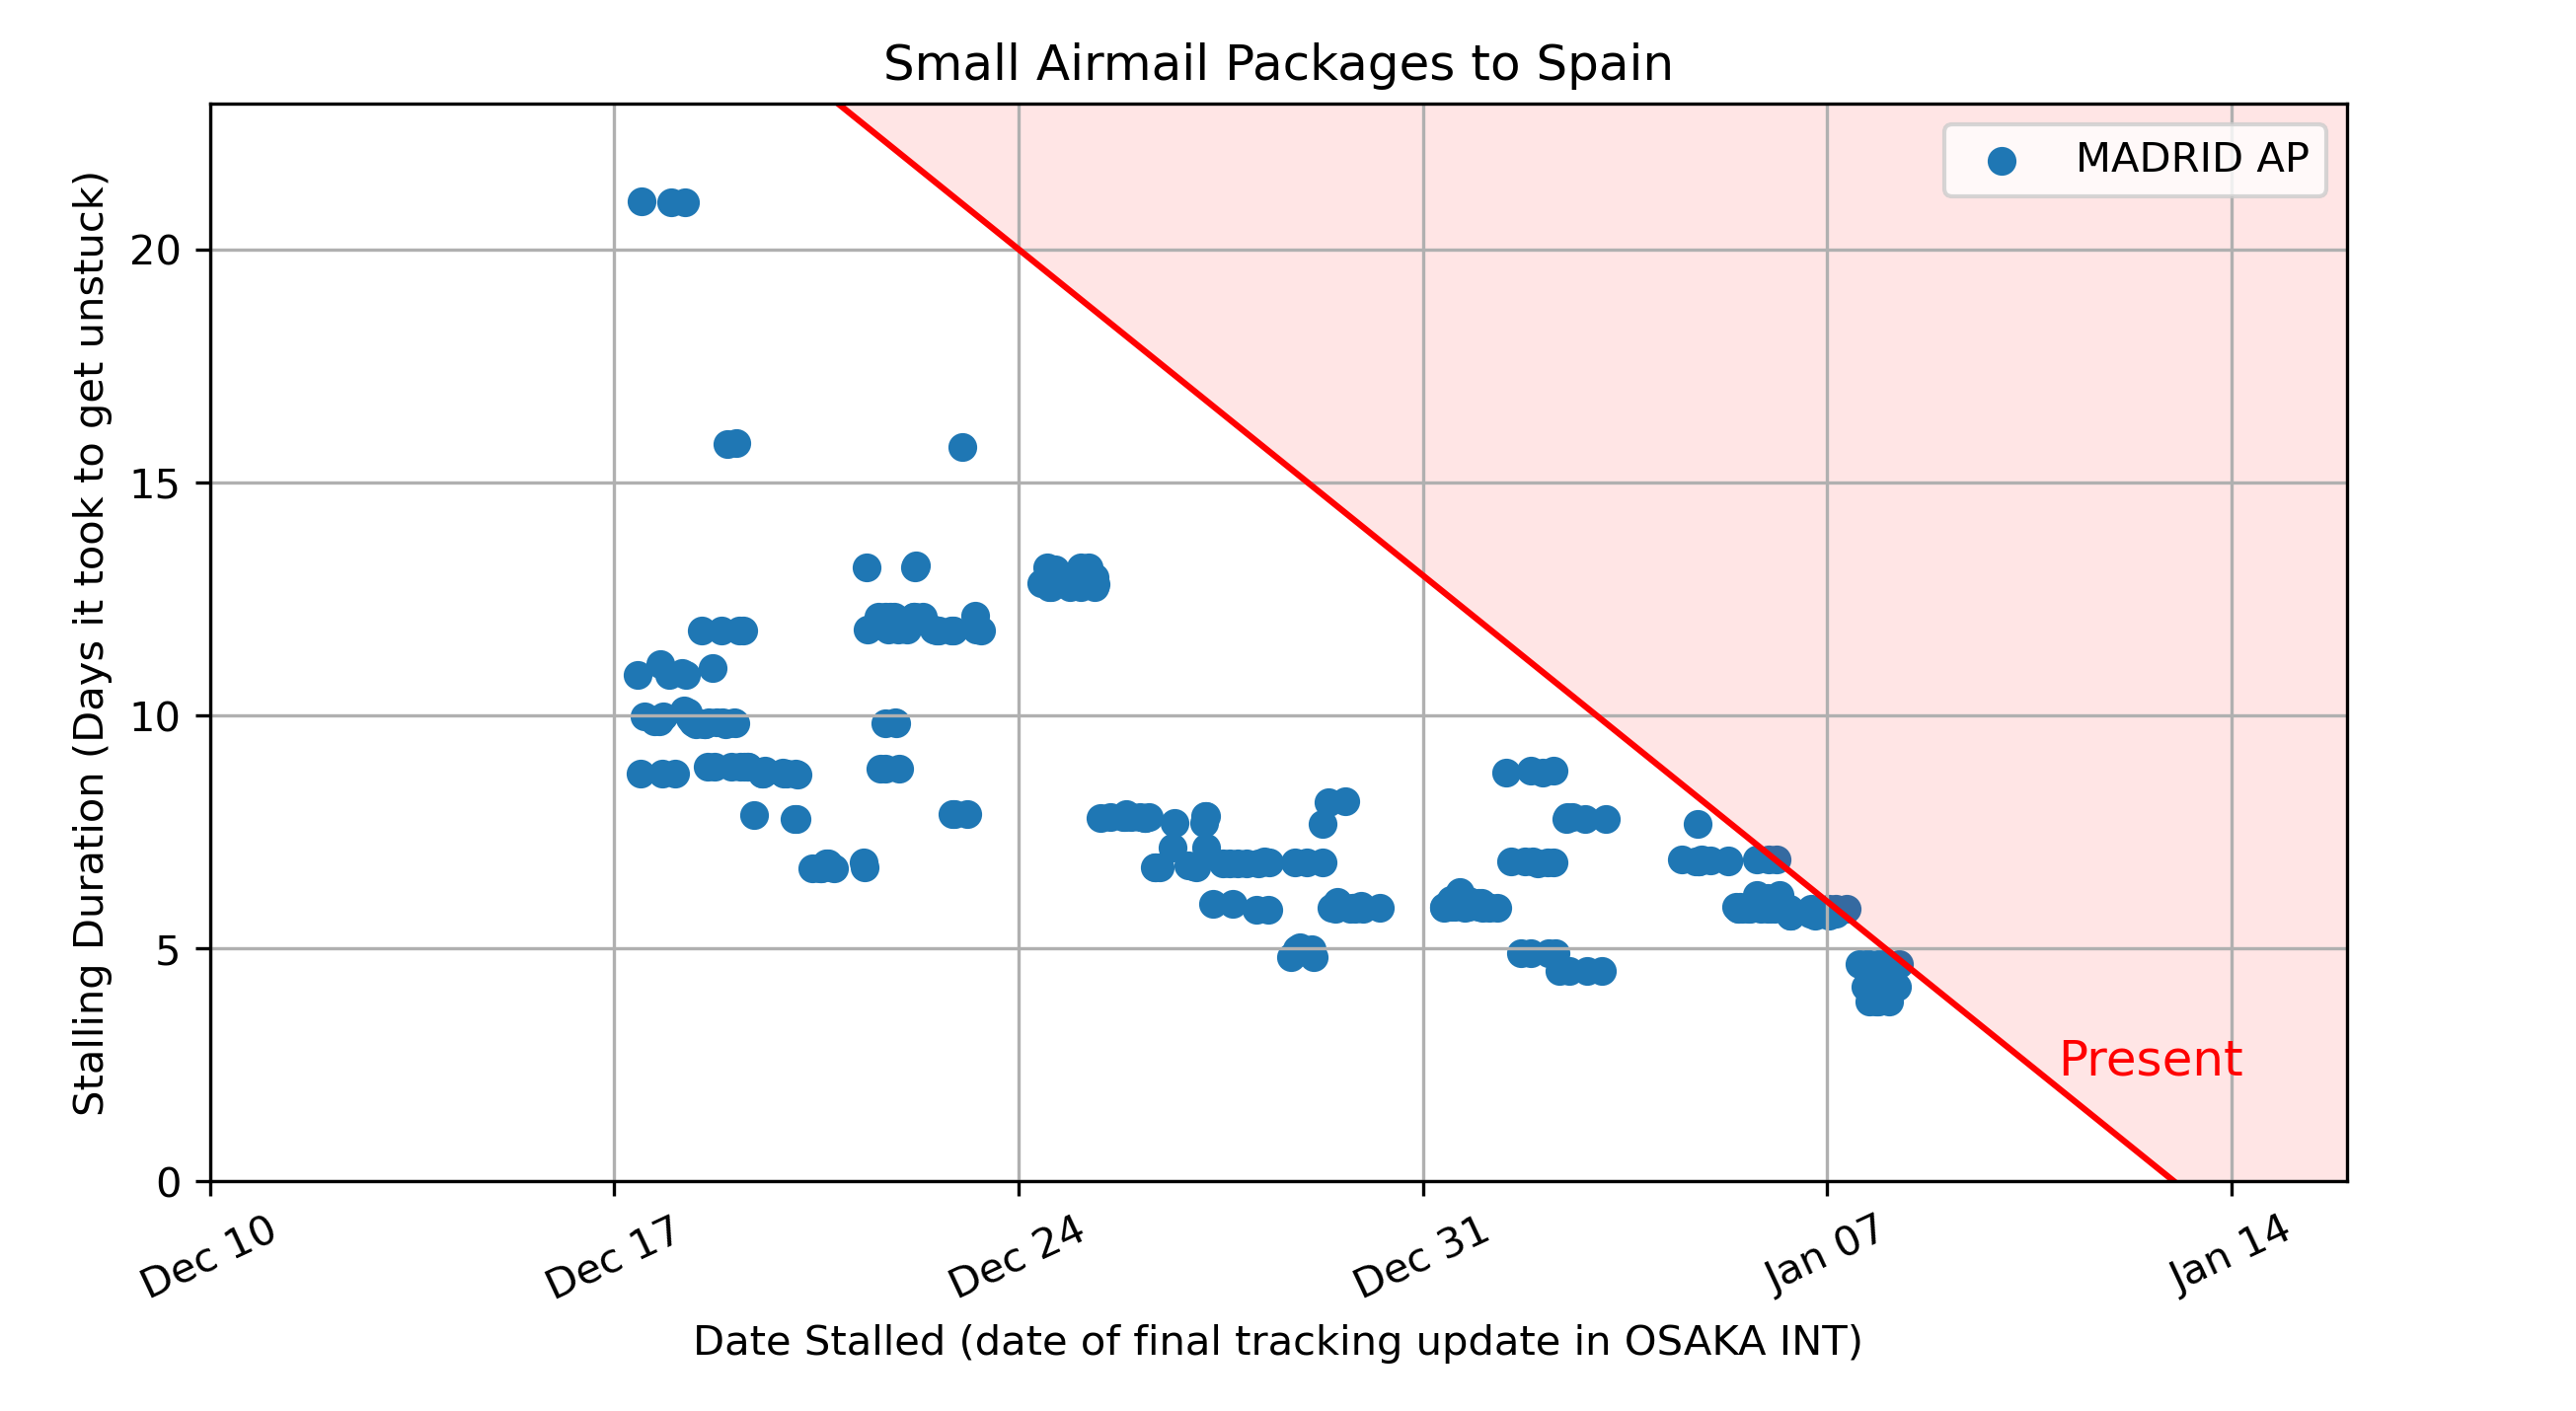 Small Airmail Packages to Spain
MADRID AP
Stalling Duration (Days it took to get unstuck)
20
15
10
5
0
Present
Dec 10
Dec 17
Dec 24
Dec 31
Jan 07
Jan 14
Date Stalled (date of final tracking update in OSAKA INT)